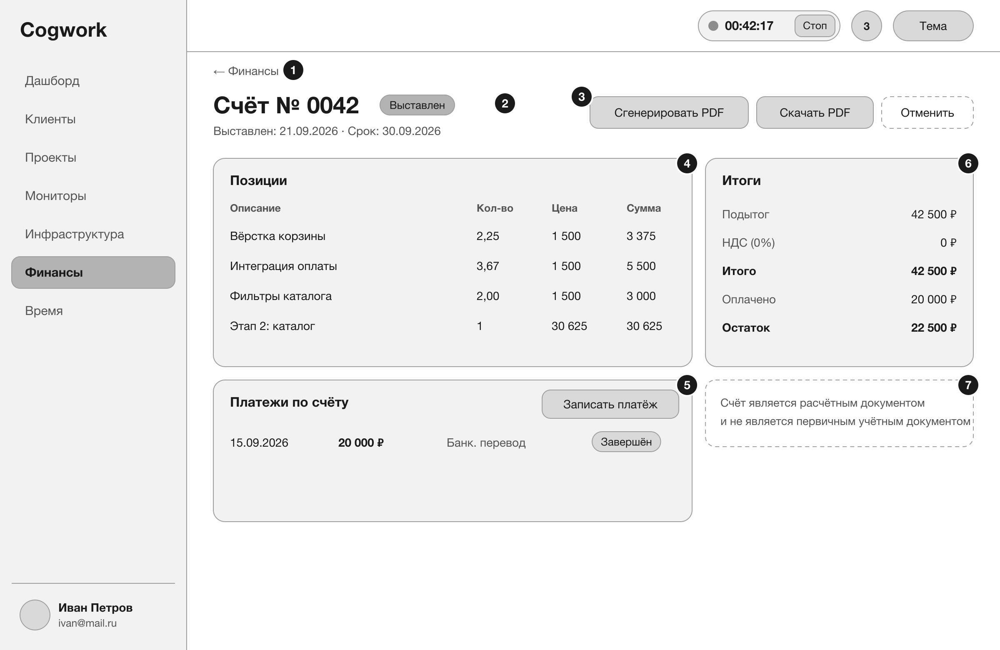 Cogwork
Дашборд
Клиенты
Проекты
Мониторы
Инфраструктура
Финансы
Время
Иван Петров
ivan@mail.ru
00:42:17 Стоп 3 Тема
← Финансы 1
Счёт № 0042 Выставлен 2
Выставлен: 21.09.2026 · Срок: 30.09.2026
3 Сгенерировать PDF Скачать PDF Отменить
4
Позиции
Описание Кол-во Цена Сумма
Вёрстка корзины 2,25 1 500 3 375
Интеграция оплаты 3,67 1 500 5 500
Фильтры каталога 2,00 1 500 3 000
Этап 2: каталог 1 30 625 30 625
6
Итоги
Подытог 42 500 ₽
НДС (0%) 0 ₽
Итого 42 500 ₽
Оплачено 20 000 ₽
Остаток 22 500 ₽
5
Платежи по счёту Записать платёж
15.09.2026 20 000 ₽ Банк. перевод Завершён
7
Счёт является расчётным документом
и не является первичным учётным документом